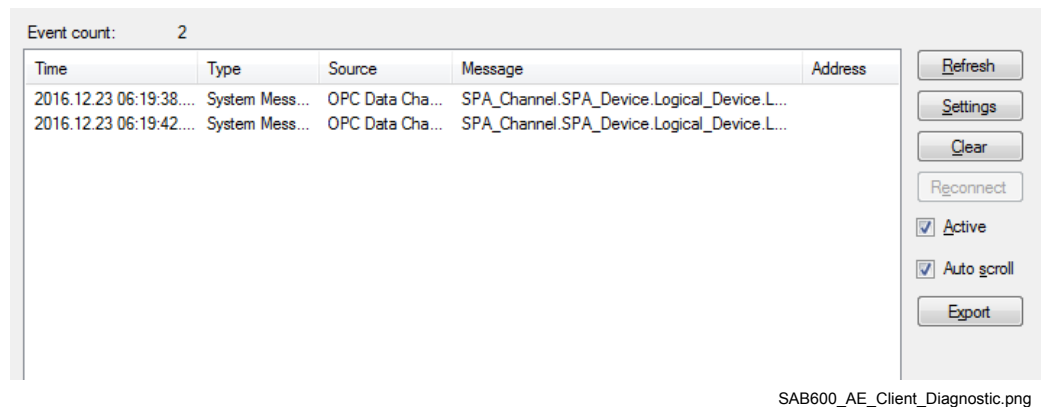 Event count: 2
Time Type Source Message Address
2016.12.23 06:19:38.... System Mess... OPC Data Cha... SPA_Channel.SPA_Device.Logical_Device.L...
2016.12.23 06:19:42.... System Mess... OPC Data Cha... SPA_Channel.SPA_Device.Logical_Device.L...
Refresh
Settings
Clear
Reconnect
Active
Auto scroll
Export
SAB600_AE_Client_Diagnostic.png